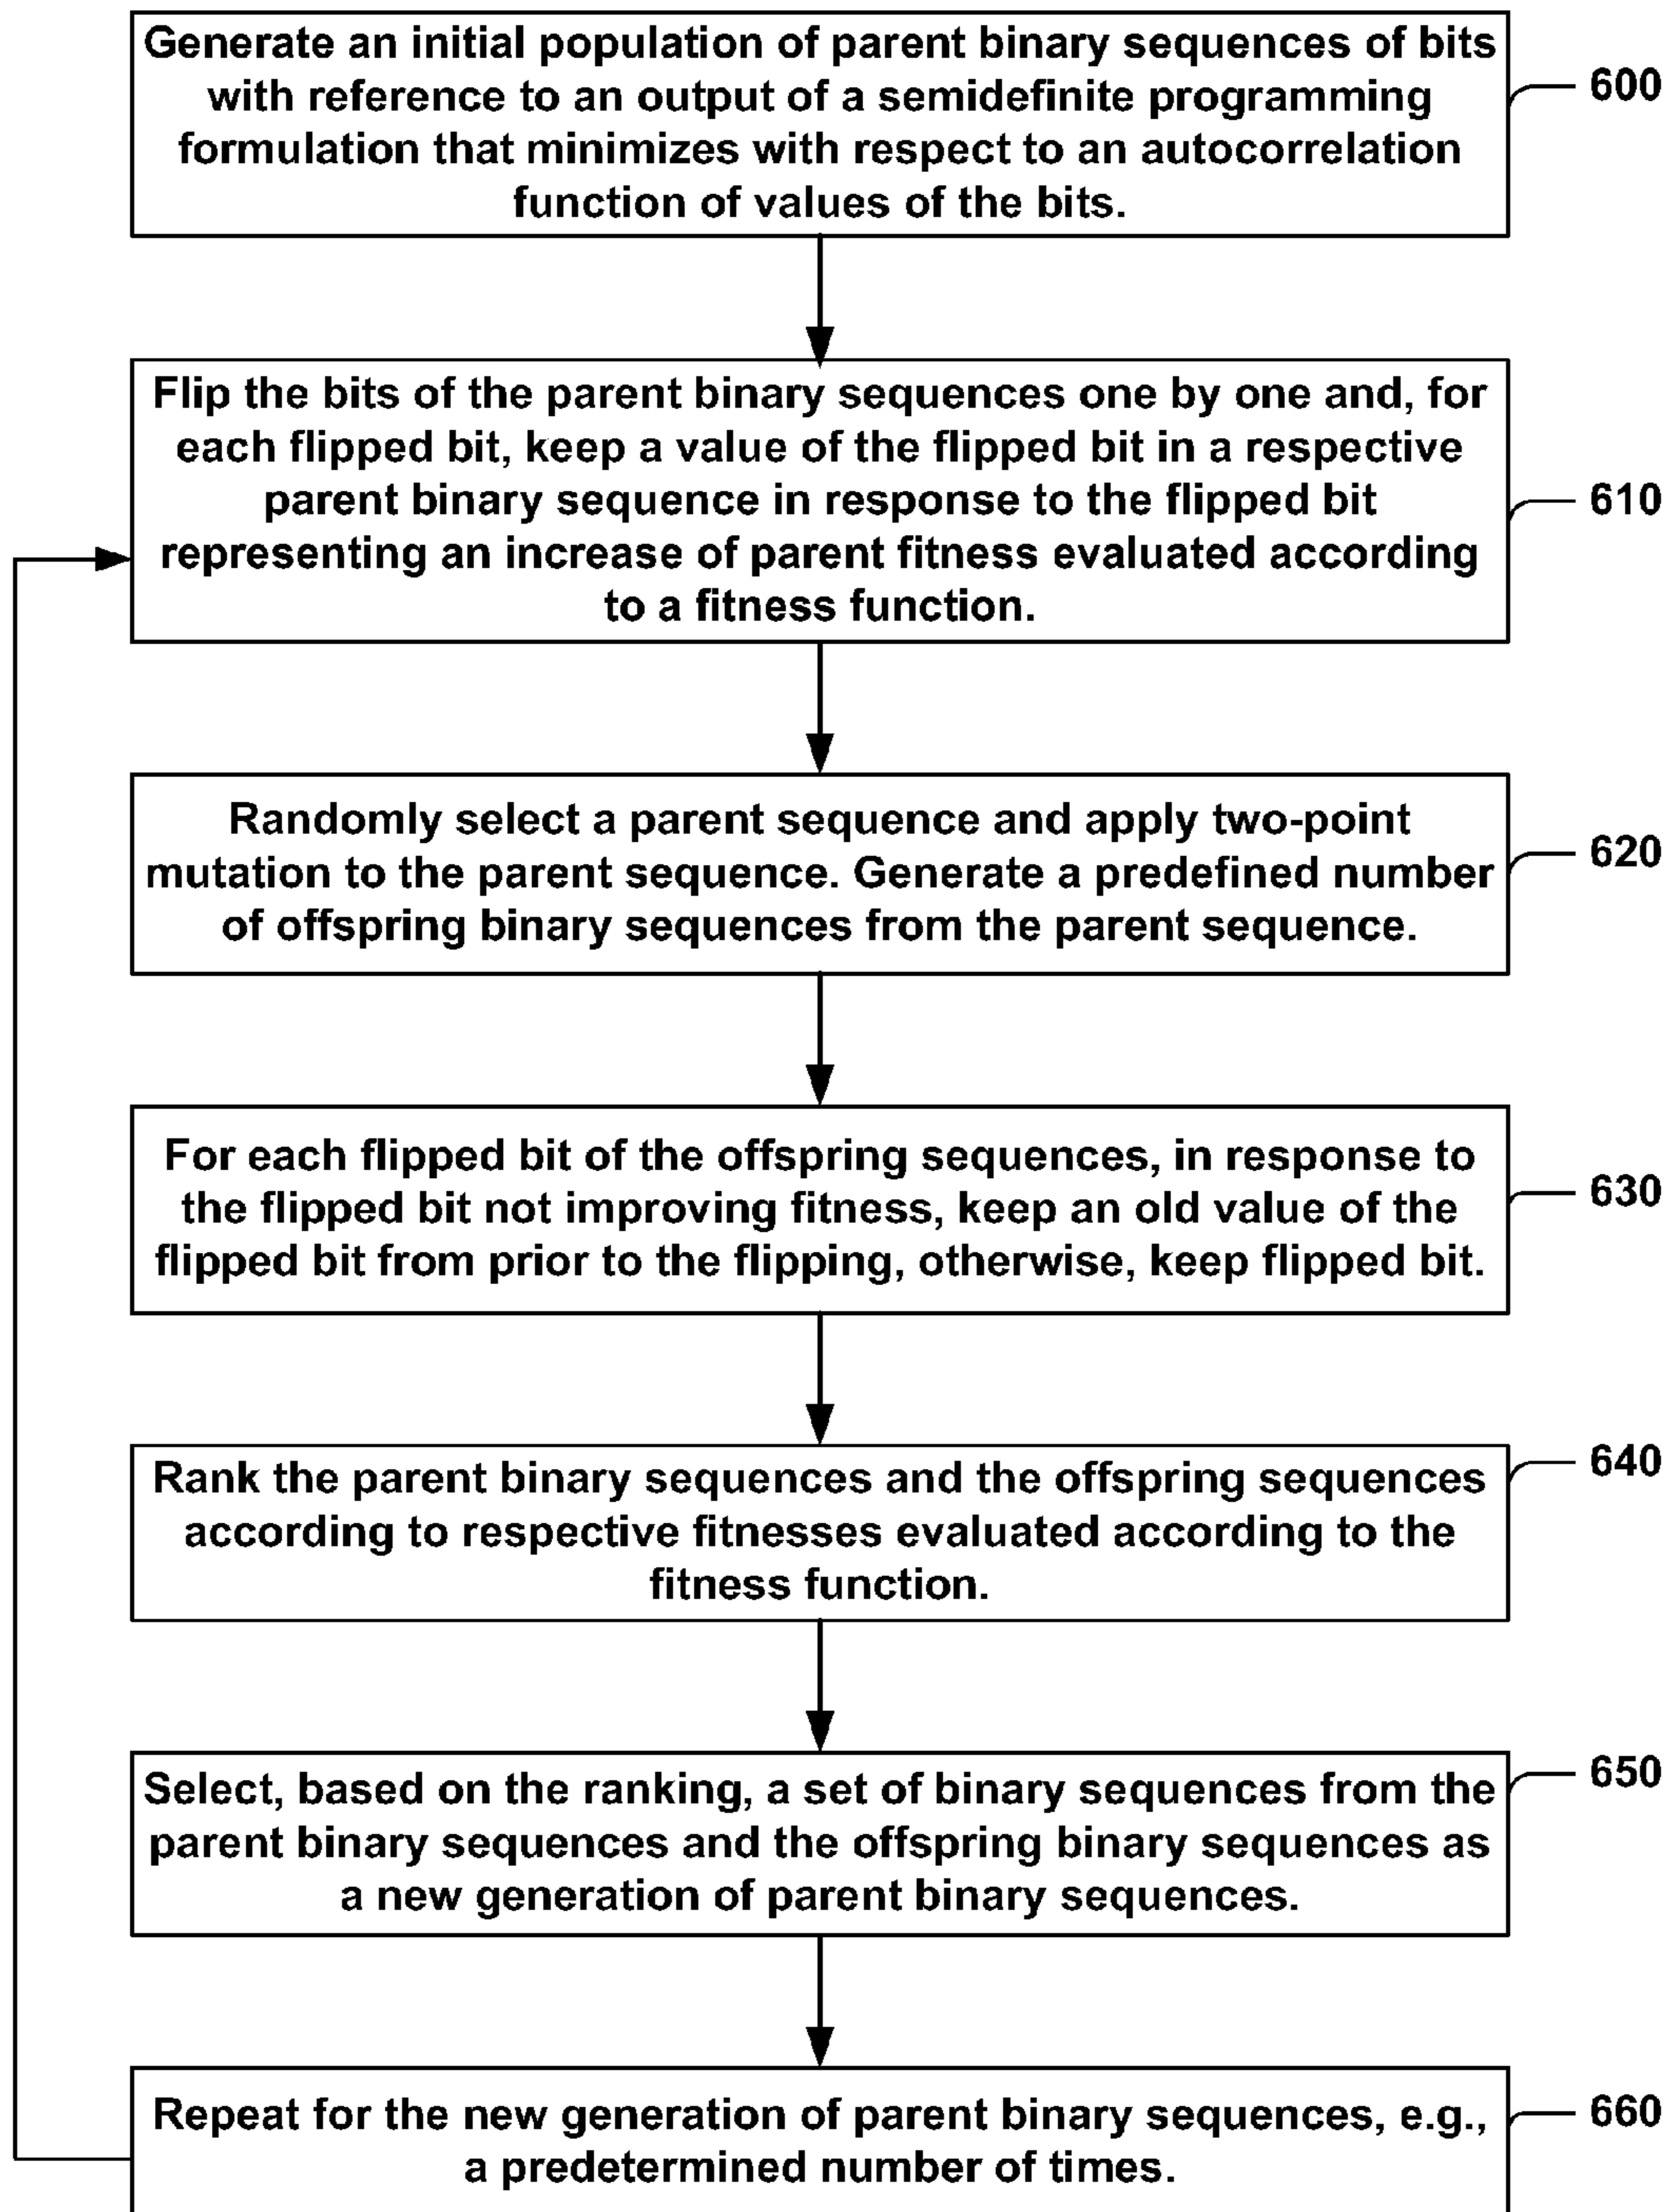 Generate an initial population of parent binary sequences of bits
with reference to an output of a semidefinite programming
formulation that minimizes with respect to an autocorrelation
function of values of the bits.
600
Flip the bits of the parent binary sequences one by one and, for
each flipped bit, keep a value of the flipped bit in a respective
parent binary sequence in response to the flipped bit
representing an increase of parent fitness evaluated according
to a fitness function.
610
Randomly select a parent sequence and apply two-point
mutation to the parent sequence. Generate a predefined number
of offspring binary sequences from the parent sequence.
620
For each flipped bit of the offspring sequences, in response to
the flipped bit not improving fitness, keep an old value of the
flipped bit from prior to the flipping, otherwise, keep flipped bit.
630
Rank the parent binary sequences and the offspring sequences
according to respective fitnesses evaluated according to the
fitness function.
640
Select, based on the ranking, a set of binary sequences from the
parent binary sequences and the offspring binary sequences as
a new generation of parent binary sequences.
650
Repeat for the new generation of parent binary sequences, e.g.,
a predetermined number of times.
660